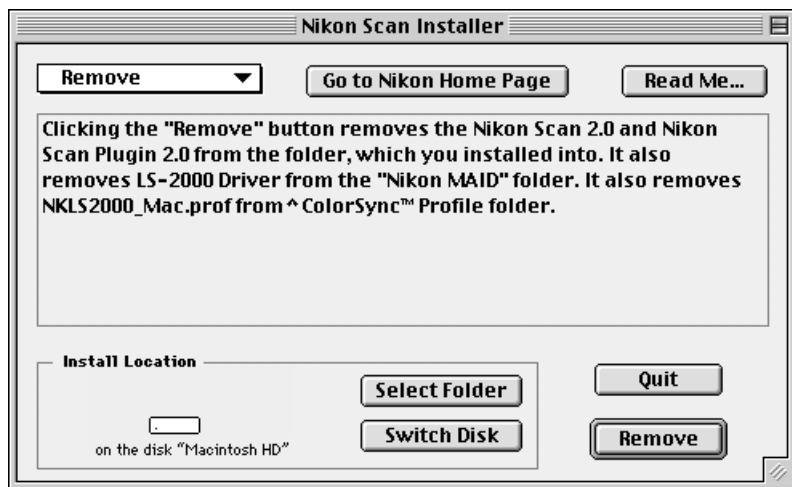 Nikon Scan Installer
Remove
Go to Nikon Home Page
Read Me...
Clicking the "Remove" button removes the Nikon Scan 2.0 and Nikon
Scan Plugin 2.0 from the folder, which you installed into. It also
removes LS-2000 Driver from the "Nikon MAID" folder. It also removes
NKLS2000_Mac.prof from ^ ColorSync™ Profile folder.
Install Location
Select Folder
Quit
on the disk “Macintosh HD”
Switch Disk
Remove